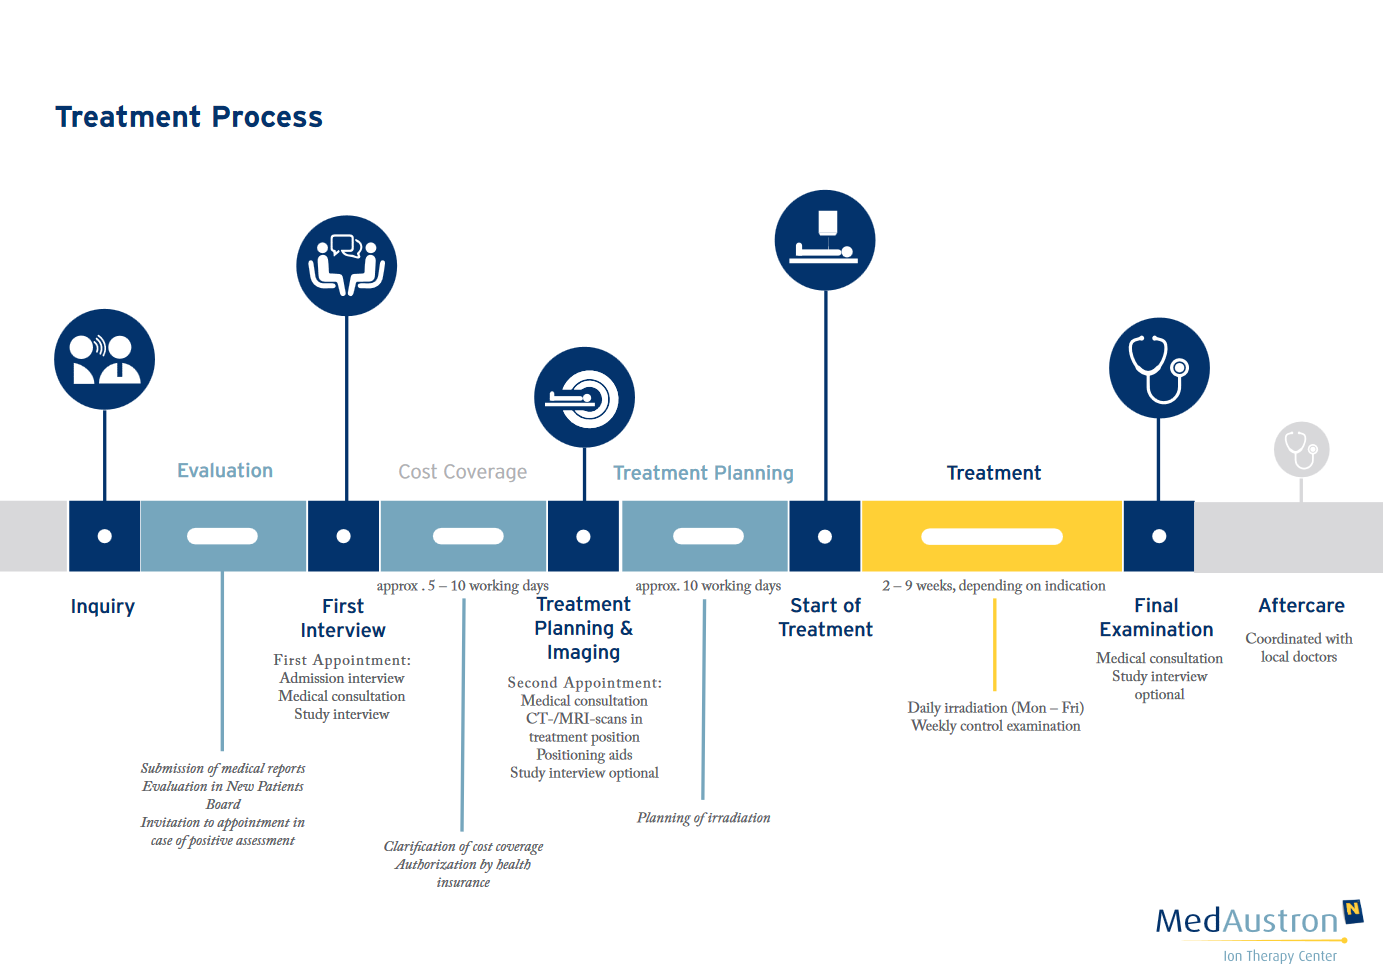 Treatment Process
Evaluation
Cost Coverage
Treatment Planning
Treatment
approx . 5 – 10 working days
approx. 10 working days
2 – 9 weeks, depending on indication
Inquiry
Submission of medical reports
Evaluation in New Patients
Board
Invitation to appointment in
case of positive assessment
First
Interview
First Appointment:
Admission interview
Medical consultation
Study interview
Clarification of cost coverage
Authorization by health
insurance
Treatment
Planning &
Imaging
Second Appointment:
Medical consultation
CT-/MRI-scans in
treatment position
Positioning aids
Study interview optional
Planning of irradiation
Start of
Treatment
Daily irradiation (Mon – Fri)
Weekly control examination
Final
Examination
Medical consultation
Study interview
optional
Aftercare
Coordinated with
local doctors
MedAustron N
Ion Therapy Center